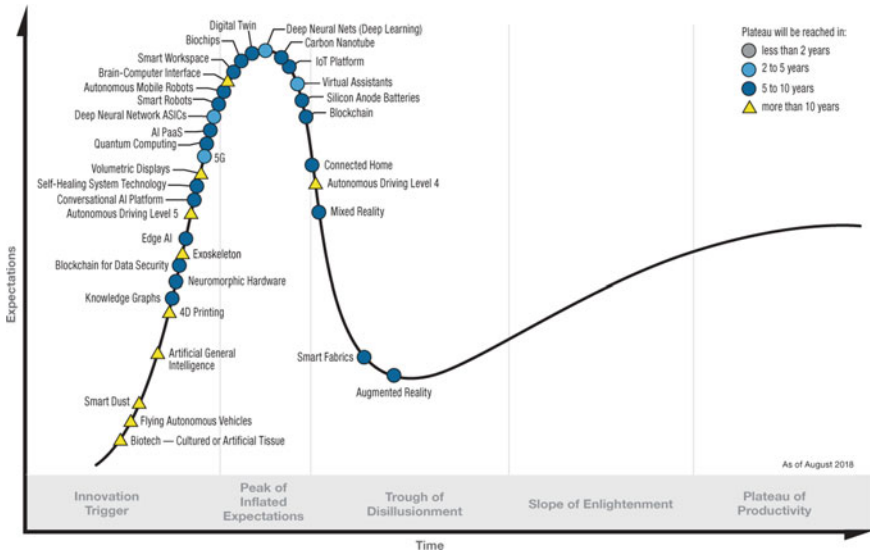 Digital Twin
Biochips
Smart Workspace
Brain-Computer Interface
Autonomous Mobile Robots
Smart Robots
Deep Neural Network ASICs
AI PaaS
Quantum Computing
5G
Volumetric Displays
Self-Healing System Technology
Conversational AI Platform
Autonomous Driving Level 5
Edge AI
Exoskeleton
Blockchain for Data Security
Neuromorphic Hardware
Knowledge Graphs
4D Printing
Artificial General
Intelligence
Smart Dust
Flying Autonomous Vehicles
Biotech — Cultured or Artificial Tissue
Deep Neural Nets (Deep Learning)
Carbon Nanotube
IoT Platform
Virtual Assistants
Silicon Anode Batteries
Blockchain
Connected Home
Autonomous Driving Level 4
Mixed Reality
Smart Fabrics
Augmented Reality
Plateau will be reached in:
less than 2 years
2 to 5 years
5 to 10 years
more than 10 years
As of August 2018
Expectations
Innovation
Trigger
Peak of
Inflated
Expectations
Trough of
Disillusionment
Slope of Enlightenment
Plateau of
Productivity
Time